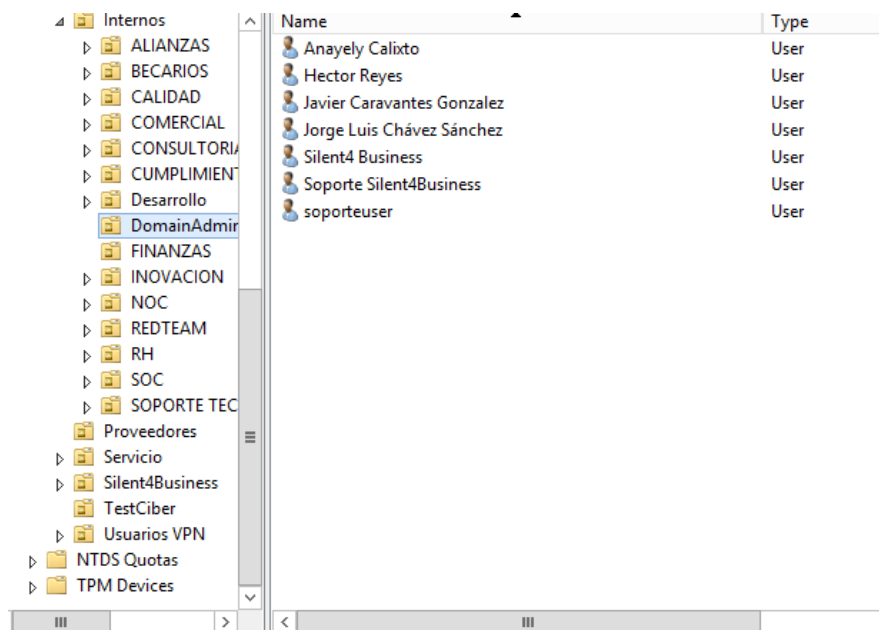 Internos
ALIANZAS
BECARIOS
CALIDAD
COMERCIAL
CONSULTORIA
CUMPLIMIENT
Desarrollo
DomainAdmin
FINANZAS
INOVACION
NOC
REDTEAM
RH
SOC
SOPORTE TEC
Proveedores
Servicio
Silent4Business
TestCiber
Usuarios VPN
NTDS Quotas
TPM Devices
Name Type
Anayely Calixto User
Hector Reyes User
Javier Caravantes Gonzalez User
Jorge Luis Chávez Sánchez User
Silent4 Business User
Soporte Silent4Business User
soporteuser User